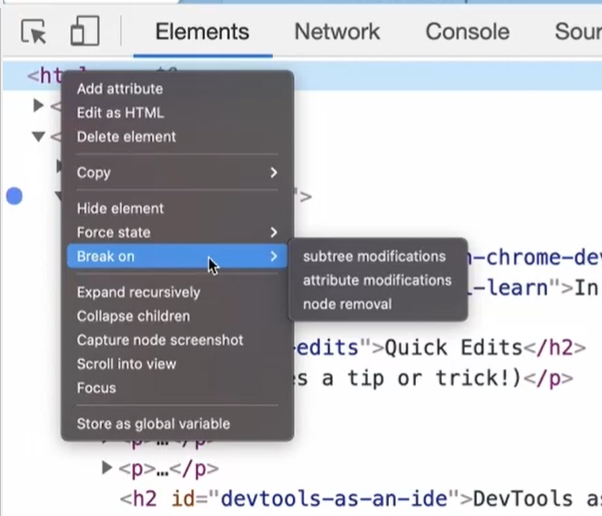 Elements Network Console Sour
<ht $0
Add attribute
<
Edit as HTML
<
Delete element
Copy
">
Hide element
Force state
Break on
subtree modifications
-chrome-dev
attribute modifications
-learn">In
node removal
Expand recursively
Collapse children
Capture node screenshot
-edits">Quick Edits</h2>
Scroll into view
s a tip or trick!)</p>
Focus
Store as global variable
<p>…</p>
<p>…</p>
<h2 id="devtools-as-an-ide">DevTools as